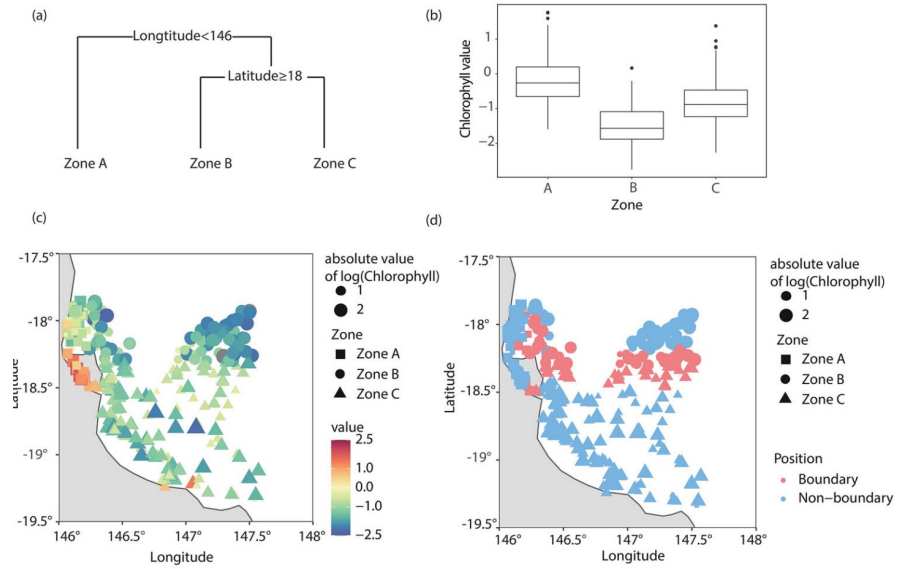 (a)
Longtitude<146
Latitude≥18
Zone A
Zone B
Zone C
(b)
Chlorophyll value
1
0
−1
−2
A
B
C
Zone
(c)
-17.5°
-18°
-18.5°
-19°
-19.5°
Latitude
146°
146.5°
147°
147.5°
148°
Longitude
absolute value
of log(Chlorophyll)
1
2
Zone
Zone A
Zone B
Zone C
value
2.5
1.0
0.0
−1.0
−2.5
(d)
-17.5°
-18°
-18.5°
-19°
-19.5°
Latitude
146°
146.5°
147°
147.5°
148°
Longitude
absolute value
of log(Chlorophyll)
1
2
Zone
Zone A
Zone B
Zone C
Position
Boundary
Non−boundary